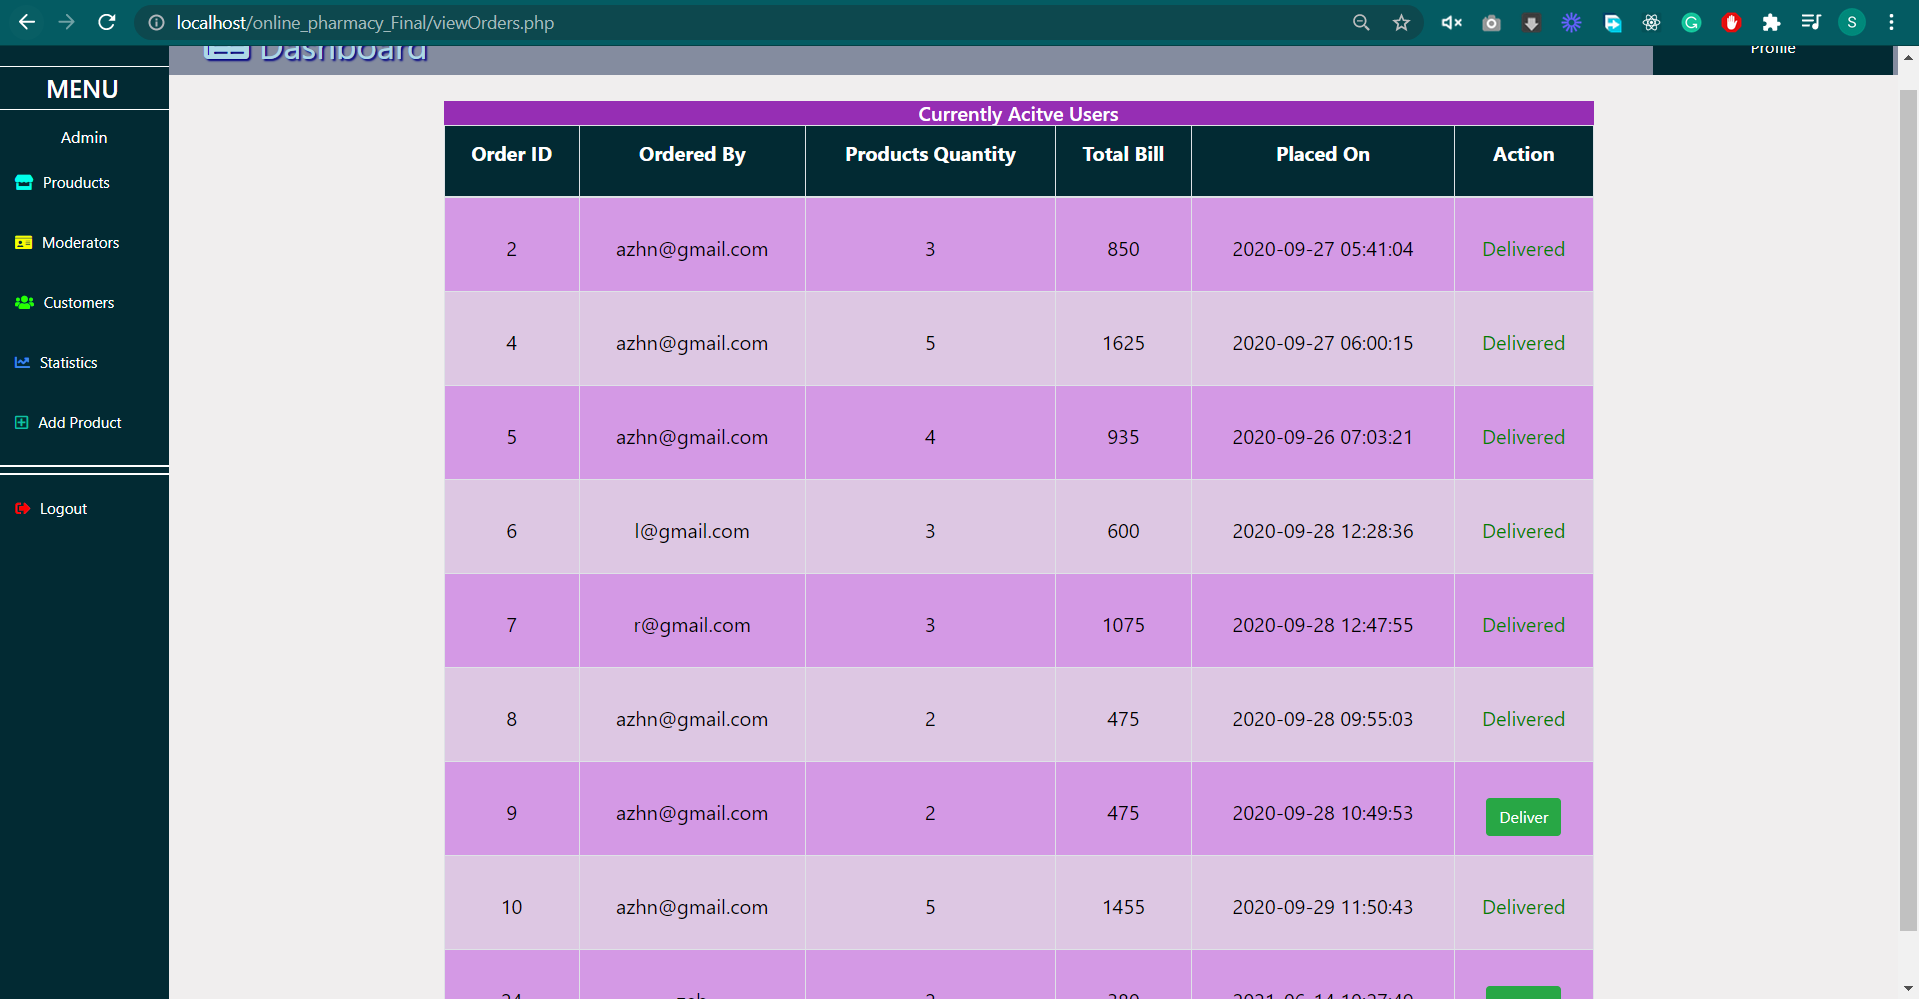 localhost/online_pharmacy_Final/viewOrders.php
S
Dashboard
Profile
MENU
Admin
Prouducts
Moderators
Customers
Statistics
Add Product
Logout
Currently Acitve Users
Order ID Ordered By Products Quantity Total Bill Placed On Action
2 azhn@gmail.com 3 850 2020-09-27 05:41:04 Delivered
4 azhn@gmail.com 5 1625 2020-09-27 06:00:15 Delivered
5 azhn@gmail.com 4 935 2020-09-26 07:03:21 Delivered
6 l@gmail.com 3 600 2020-09-28 12:28:36 Delivered
7 r@gmail.com 3 1075 2020-09-28 12:47:55 Delivered
8 azhn@gmail.com 2 475 2020-09-28 09:55:03 Delivered
9 azhn@gmail.com 2 475 2020-09-28 10:49:53 Deliver
10 azhn@gmail.com 5 1455 2020-09-29 11:50:43 Delivered